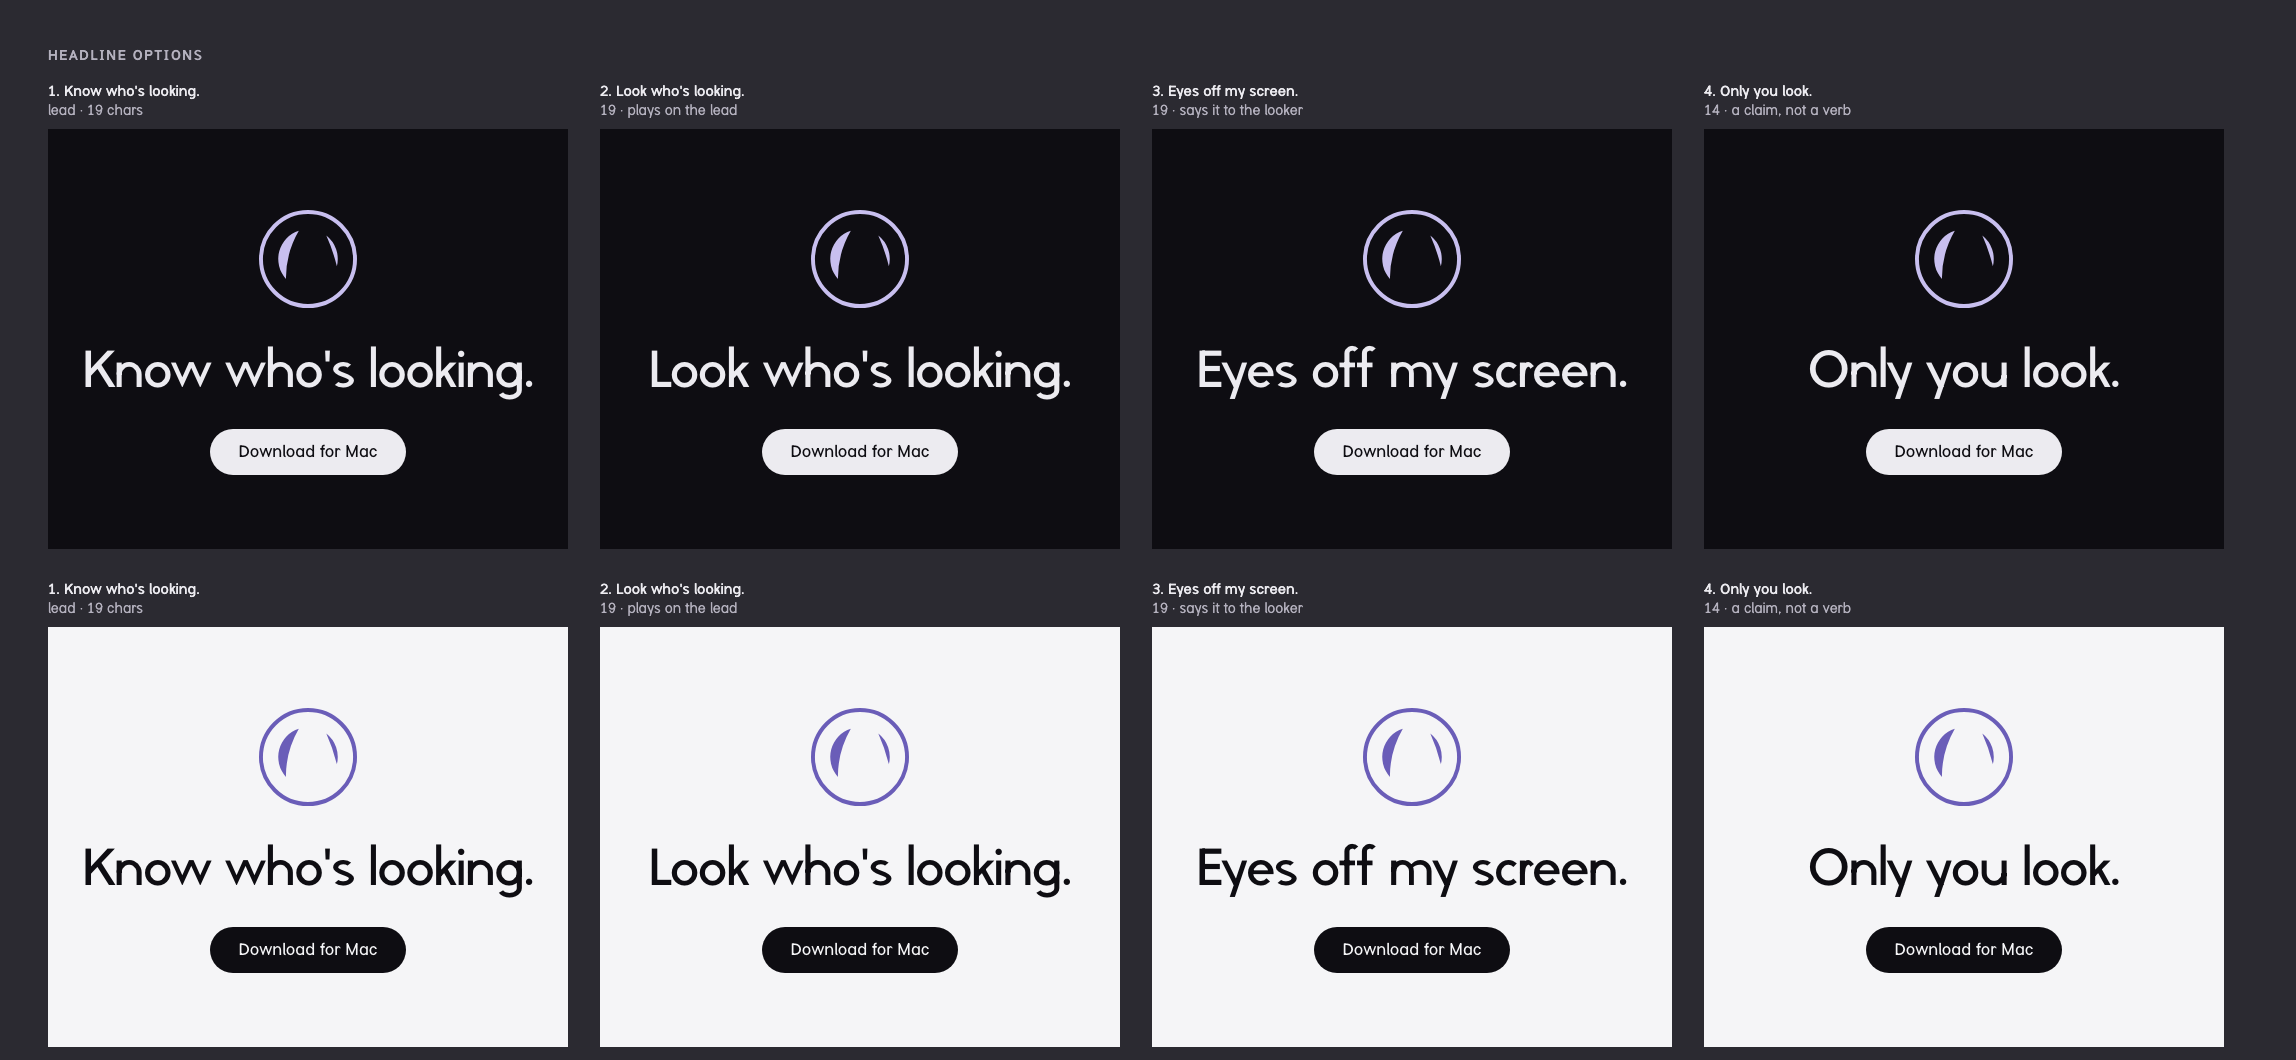 HEADLINE OPTIONS
1. Know who's looking.
lead · 19 chars
2. Look who's looking.
19 · plays on the lead
3. Eyes off my screen.
19 · says it to the looker
4. Only you look.
14 · a claim, not a verb
Know who's looking.
Download for Mac
Look who's looking.
Download for Mac
Eyes off my screen.
Download for Mac
Only you look.
Download for Mac
1. Know who's looking.
lead · 19 chars
2. Look who's looking.
19 · plays on the lead
3. Eyes off my screen.
19 · says it to the looker
4. Only you look.
14 · a claim, not a verb
Know who's looking.
Download for Mac
Look who's looking.
Download for Mac
Eyes off my screen.
Download for Mac
Only you look.
Download for Mac